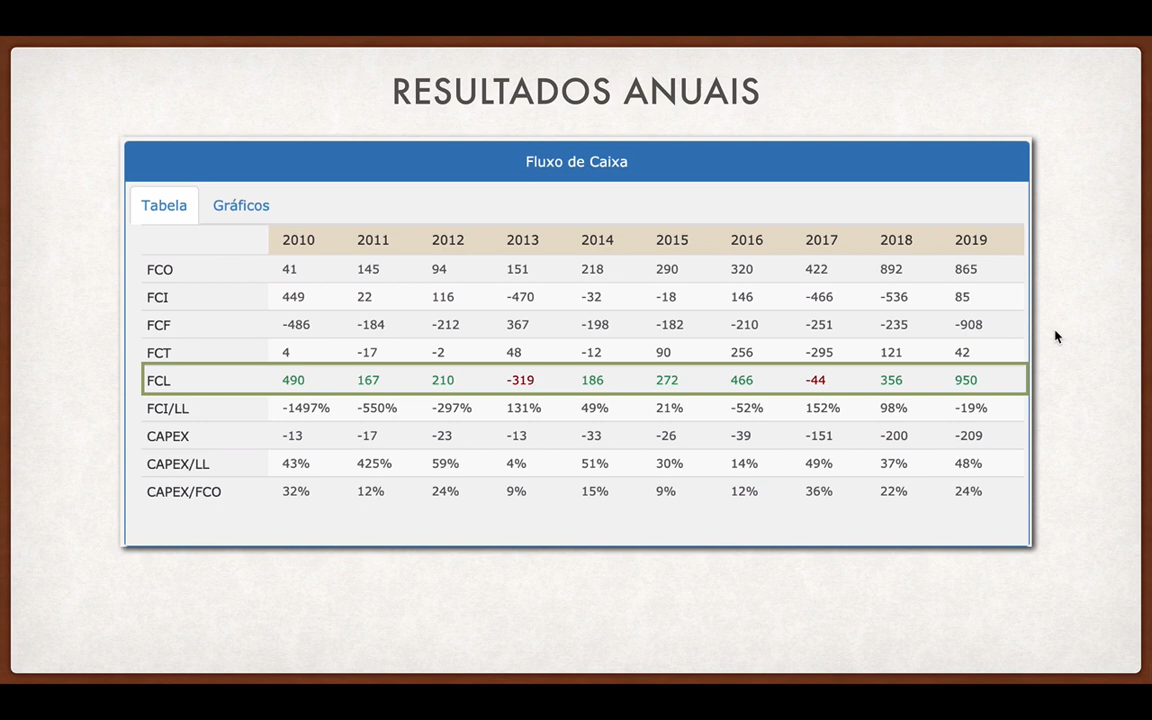 RESULTADOS ANUAIS
Fluxo de Caixa
Tabela Gráficos
2010 2011 2012 2013 2014 2015 2016 2017 2018 2019
FCO 41 145 94 151 218 290 320 422 892 865
FCI 449 22 116 -470 -32 -18 146 -466 -536 85
FCF -486 -184 -212 367 -198 -182 -210 -251 -235 -908
FCT 4 -17 -2 48 -12 90 256 -295 121 42
FCL 490 167 210 -319 186 272 466 -44 356 950
FCI/LL -1497% -550% -297% 131% 49% 21% -52% 152% 98% -19%
CAPEX -13 -17 -23 -13 -33 -26 -39 -151 -200 -209
CAPEX/LL 43% 425% 59% 4% 51% 30% 14% 49% 37% 48%
CAPEX/FCO 32% 12% 24% 9% 15% 9% 12% 36% 22% 24%